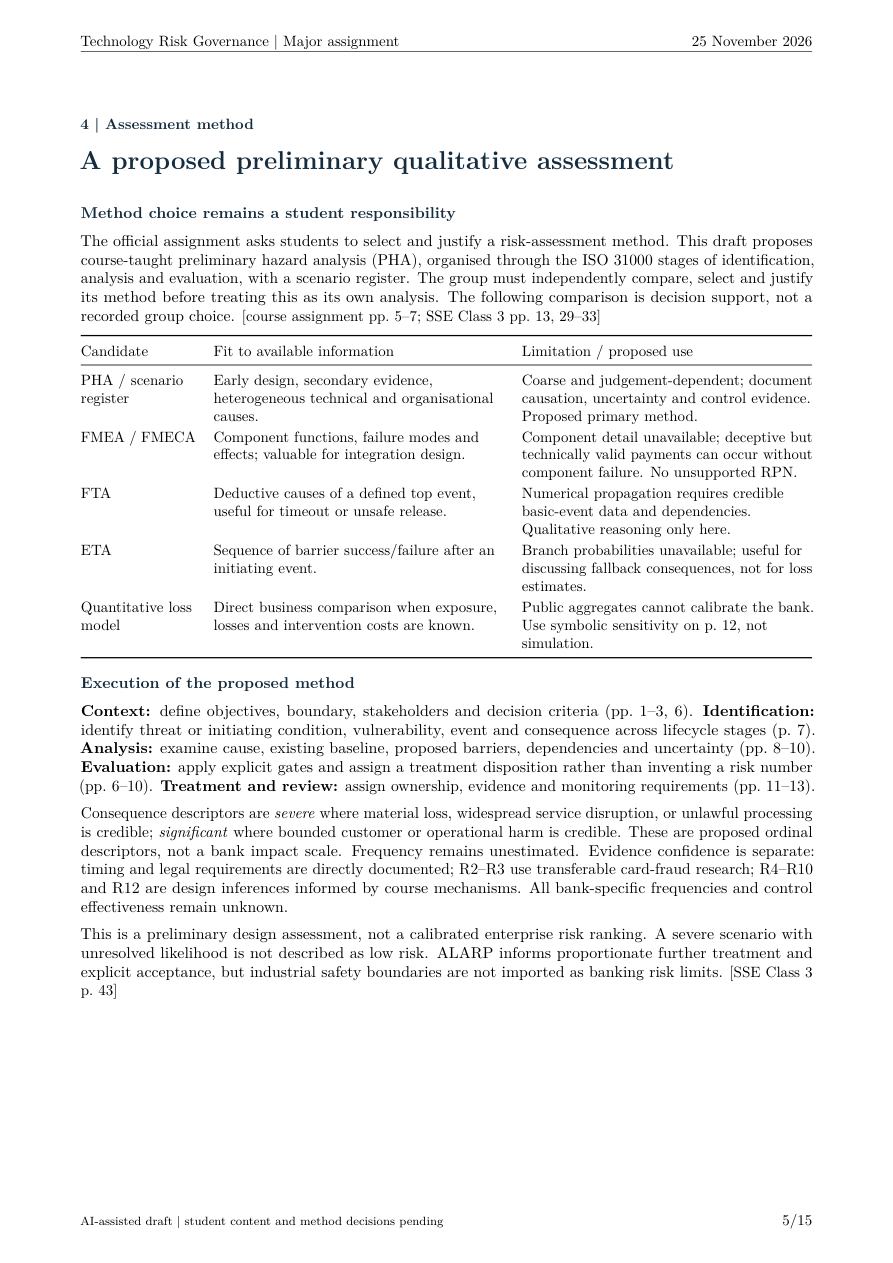 Technology Risk Governance | Major assignment 25 November 2026
4 | Assessment method
A proposed preliminary qualitative assessment
Method choice remains a student responsibility
The official assignment asks students to select and justify a risk-assessment method. This draft proposes
course-taught preliminary hazard analysis (PHA), organised through the ISO 31000 stages of identification,
analysis and evaluation, with a scenario register. The group must independently compare, select and justify
its method before treating this as its own analysis. The following comparison is decision support, not a
recorded group choice. [course assignment pp. 5–7; SSE Class 3 pp. 13, 29–33]
Candidate Fit to available information Limitation / proposed use
PHA / scenario Early design, secondary evidence, Coarse and judgement-dependent; document
register heterogeneous technical and organisational causation, uncertainty and control evidence.
causes. Proposed primary method.
FMEA / FMECA Component functions, failure modes and Component detail unavailable; deceptive but
effects; valuable for integration design. technically valid payments can occur without
component failure. No unsupported RPN.
FTA Deductive causes of a defined top event, Numerical propagation requires credible
useful for timeout or unsafe release. basic-event data and dependencies.
Qualitative reasoning only here.
ETA Sequence of barrier success/failure after an Branch probabilities unavailable; useful for
initiating event. discussing fallback consequences, not for loss
estimates.
Quantitative loss Direct business comparison when exposure, Public aggregates cannot calibrate the bank.
model losses and intervention costs are known. Use symbolic sensitivity on p. 12, not
simulation.
Execution of the proposed method
Context: define objectives, boundary, stakeholders and decision criteria (pp. 1–3, 6). Identification:
identify threat or initiating condition, vulnerability, event and consequence across lifecycle stages (p. 7).
Analysis: examine cause, existing baseline, proposed barriers, dependencies and uncertainty (pp. 8–10).
Evaluation: apply explicit gates and assign a treatment disposition rather than inventing a risk number
(pp. 6–10). Treatment and review: assign ownership, evidence and monitoring requirements (pp. 11–13).
Consequence descriptors are severe where material loss, widespread service disruption, or unlawful processing
is credible; significant where bounded customer or operational harm is credible. These are proposed ordinal
descriptors, not a bank impact scale. Frequency remains unestimated. Evidence confidence is separate:
timing and legal requirements are directly documented; R2–R3 use transferable card-fraud research; R4–R10
and R12 are design inferences informed by course mechanisms. All bank-specific frequencies and control
effectiveness remain unknown.
This is a preliminary design assessment, not a calibrated enterprise risk ranking. A severe scenario with
unresolved likelihood is not described as low risk. ALARP informs proportionate further treatment and
explicit acceptance, but industrial safety boundaries are not imported as banking risk limits. [SSE Class 3
p. 43]
AI-assisted draft | student content and method decisions pending 5/15